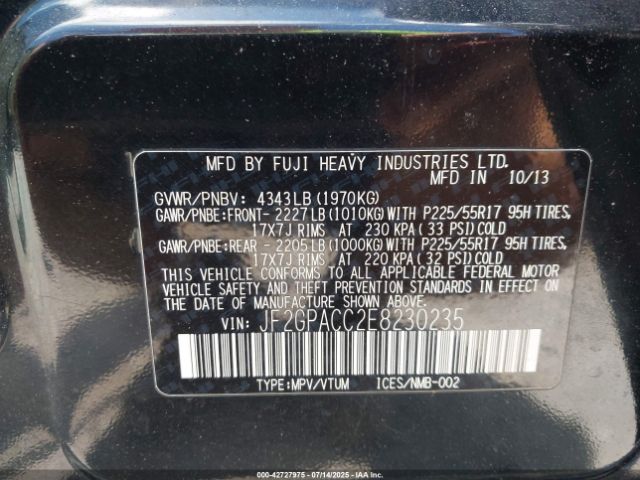 MFD BY FUJI HEAVY INDUSTRIES LTD.
MFD IN 10/13
GVWR/PNBV: 4343LB (1970KG)
GAWR/PNBE:FRONT- 2227LB (1010KG) WITH P225/55R17 95H TIRES,
17X7J RIMS AT 230 KPA ( 33 PSI) COLD
GAWR/PNBE:REAR - 2205LB (1000KG) WITH P225/55R17 95H TIRES,
17X7J RIMS AT 220 KPA ( 32 PSI) COLD
THIS VEHICLE CONFORMS TO ALL APPLICABLE FEDERAL MOTOR
VEHICLE SAFETY AND THEFT PREVENTION STANDARDS IN EFFECT ON
THE DATE OF MANUFACTURE SHOWN ABOVE.
VIN: JF2GPACC2E8230235
TYPE:MPV/VTUM ICES/NMB-002
00-42727975 - 07/14/2025 - Copyright © IAA, LLC